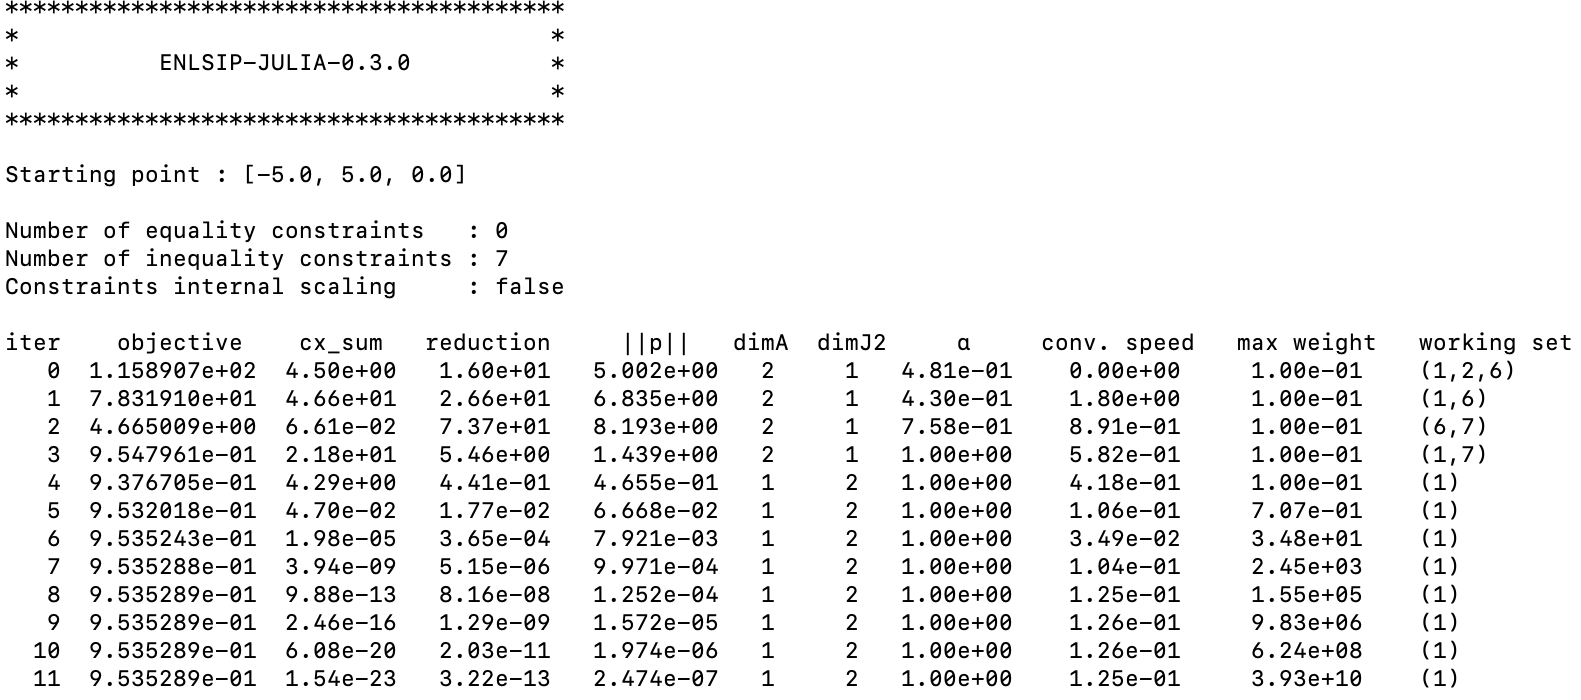 ****************************************
*                                      *
*          ENLSIP-JULIA-0.3.0          *
*                                      *
****************************************
Starting point : [-5.0, 5.0, 0.0]
Number of equality constraints   : 0
Number of inequality constraints : 7
Constraints internal scaling     : false
iter    objective    cx_sum   reduction     ||p||   dimA  dimJ2     α     conv. speed   max weight   working set
   0  1.158907e+02  4.50e+00   1.60e+01   5.002e+00   2     1   4.81e-01    0.00e+00     1.00e-01    (1,2,6)
   1  7.831910e+01  4.66e+01   2.66e+01   6.835e+00   2     1   4.30e-01    1.80e+00     1.00e-01    (1,6)
   2  4.665009e+00  6.61e-02   7.37e+01   8.193e+00   2     1   7.58e-01    8.91e-01     1.00e-01    (6,7)
   3  9.547961e-01  2.18e+01   5.46e+00   1.439e+00   2     1   1.00e+00    5.82e-01     1.00e-01    (1,7)
   4  9.376705e-01  4.29e+00   4.41e-01   4.655e-01   1     2   1.00e+00    4.18e-01     1.00e-01    (1)
   5  9.532018e-01  4.70e-02   1.77e-02   6.668e-02   1     2   1.00e+00    1.06e-01     7.07e-01    (1)
   6  9.535243e-01  1.98e-05   3.65e-04   7.921e-03   1     2   1.00e+00    3.49e-02     3.48e+01    (1)
   7  9.535288e-01  3.94e-09   5.15e-06   9.971e-04   1     2   1.00e+00    1.04e-01     2.45e+03    (1)
   8  9.535289e-01  9.88e-13   8.16e-08   1.252e-04   1     2   1.00e+00    1.25e-01     1.55e+05    (1)
   9  9.535289e-01  2.46e-16   1.29e-09   1.572e-05   1     2   1.00e+00    1.26e-01     9.83e+06    (1)
  10  9.535289e-01  6.08e-20   2.03e-11   1.974e-06   1     2   1.00e+00    1.26e-01     6.24e+08    (1)
  11  9.535289e-01  1.54e-23   3.22e-13   2.474e-07   1     2   1.00e+00    1.25e-01     3.93e+10    (1)